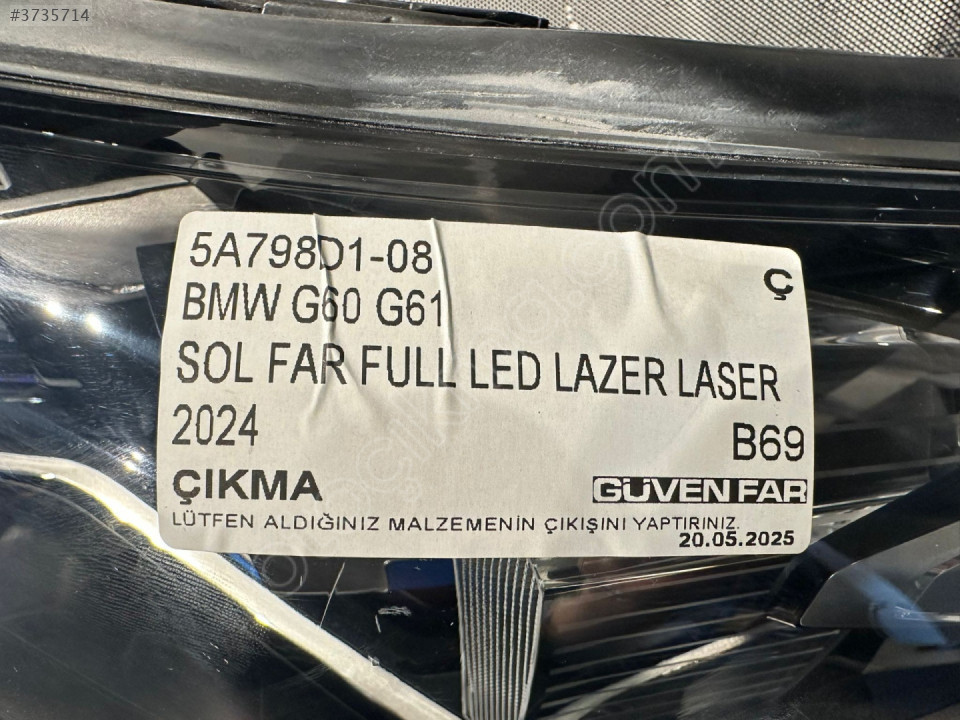 #3735714
5A798D1-08
Ç
BMW G60 G61
SOL FAR FULL LED LAZER LASER
2024
B69
ÇIKMA
GÜVEN FAR
LÜTFEN ALDIĞINIZ MALZEMENİN ÇIKIŞINI YAPTIRINIZ.
20.05.2025